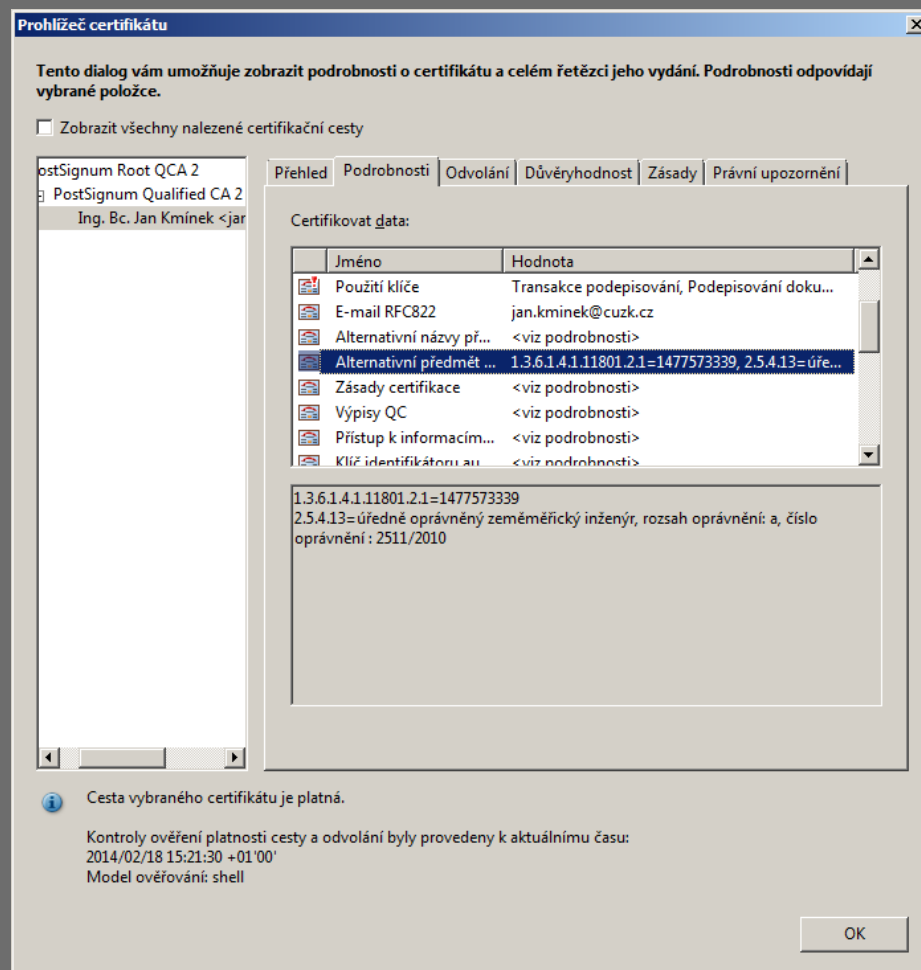 Prohlížeč certifikátu
Tento dialog vám umožňuje zobrazit podrobnosti o certifikátu a celém řetězci jeho vydání. Podrobnosti odpovídají
vybrané položce.
Zobrazit všechny nalezené certifikační cesty
ostSignum Root QCA 2
PostSignum Qualified CA 2
Ing. Bc. Jan Kmínek <jar
Přehled Podrobnosti Odvolání Důvěryhodnost Zásady Právní upozornění
Certifikovat data:
Jméno Hodnota
Použití klíče Transakce podepisování, Podepisování doku...
E-mail RFC822 jan.kminek@cuzk.cz
Alternativní názvy př... <viz podrobnosti>
Alternativní předmět ... 1.3.6.1.4.1.11801.2.1=1477573339, 2.5.4.13=úře...
Zásady certifikace <viz podrobnosti>
Výpisy QC <viz podrobnosti>
Přístup k informacím... <viz podrobnosti>
Klíč identifikátoru au... <viz podrobnosti>
1.3.6.1.4.1.11801.2.1=1477573339
2.5.4.13=úředně oprávněný zeměměřický inženýr, rozsah oprávnění: a, číslo
oprávnění : 2511/2010
Cesta vybraného certifikátu je platná.
Kontroly ověření platnosti cesty a odvolání byly provedeny k aktuálnímu času:
2014/02/18 15:21:30 +01'00'
Model ověřování: shell
OK